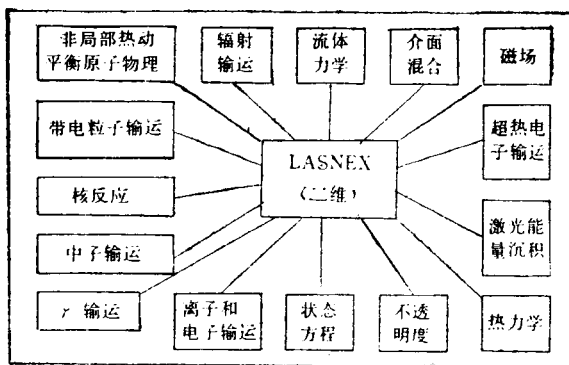 非局部热动
平衡原子物理
辐射
输运
流体
力学
介面
混合
磁场
带电粒子输运
超热电
子输运
LASNEX
(二维)
核反应
激光能
量沉积
中子输运
γ 输运
离子和
电子输运
状态
方程
不透
明度
热力学